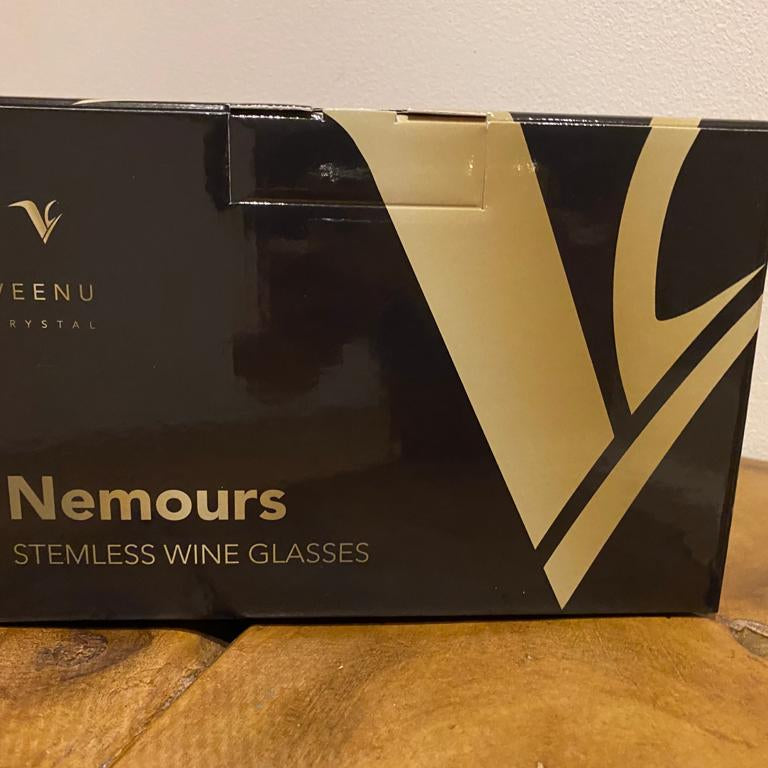 VEENU
RYSTAL
Nemours
STEMLESS WINE GLASSES